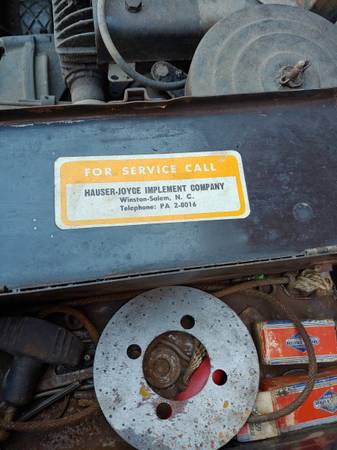 FOR SERVICE CALL
HAUSER-JOYCE IMPLEMENT COMPANY
Winston-Salem, N. C.
Telephone: PA 2-8016